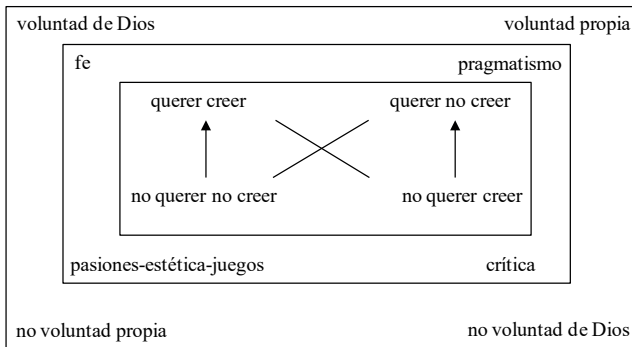 voluntad de Dios voluntad propia
fe pragmatismo
querer creer querer no creer
no querer no creer no querer creer
pasiones-estética-juegos crítica
no voluntad propia no voluntad de Dios